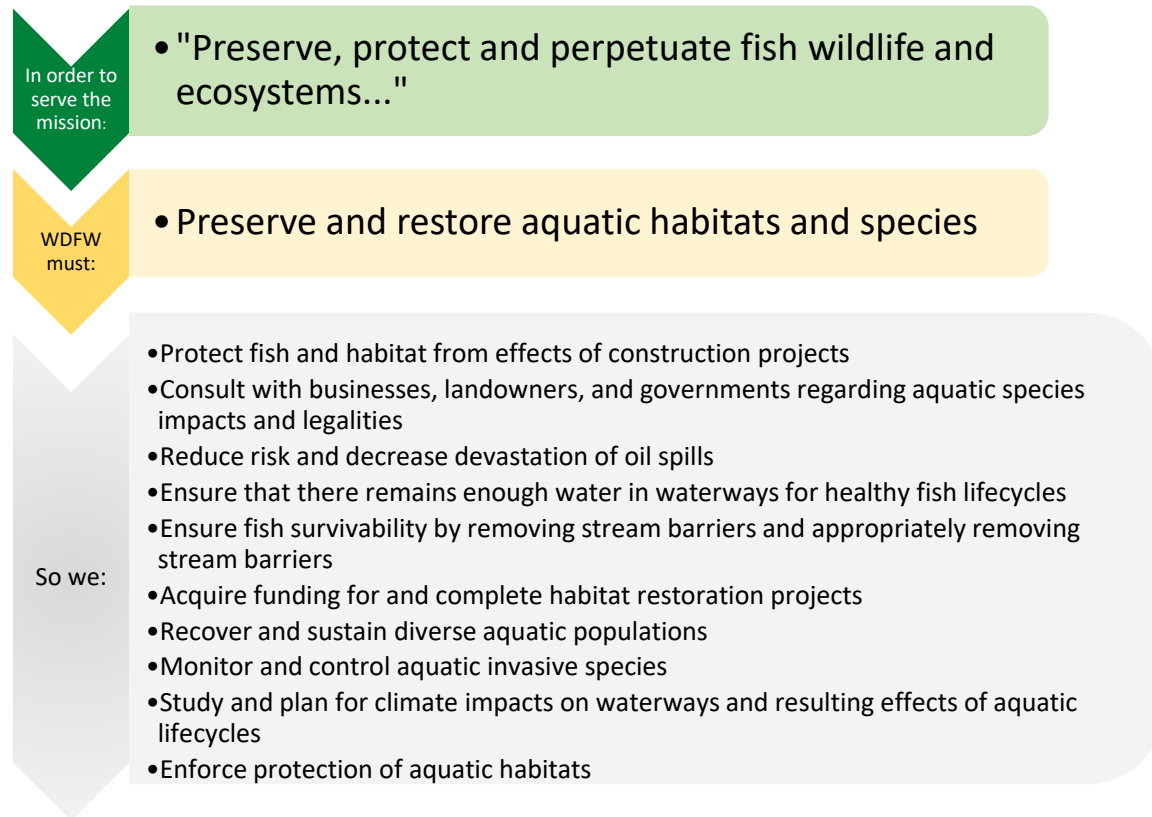 In order to
serve the
mission:
•"Preserve, protect and perpetuate fish wildlife and
ecosystems..."
WDFW
must:
•Preserve and restore aquatic habitats and species
So we:
•Protect fish and habitat from effects of construction projects
•Consult with businesses, landowners, and governments regarding aquatic species
impacts and legalities
•Reduce risk and decrease devastation of oil spills
•Ensure that there remains enough water in waterways for healthy fish lifecycles
•Ensure fish survivability by removing stream barriers and appropriately removing
stream barriers
•Acquire funding for and complete habitat restoration projects
•Recover and sustain diverse aquatic populations
•Monitor and control aquatic invasive species
•Study and plan for climate impacts on waterways and resulting effects of aquatic
lifecycles
•Enforce protection of aquatic habitats